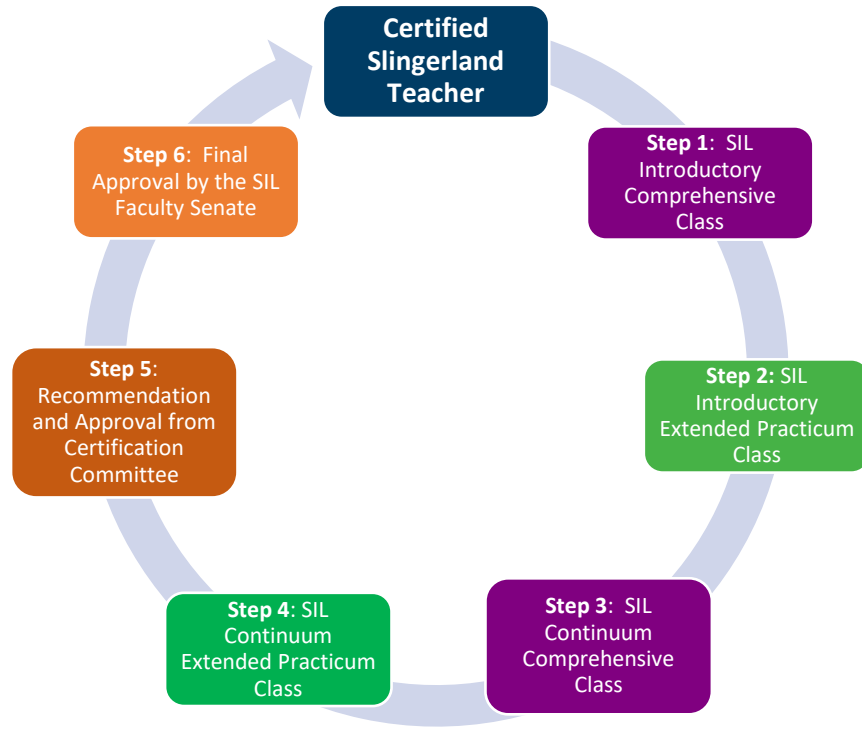 Certified
Slingerland
Teacher
Step 1:  SIL
Introductory
Comprehensive
Class
Step 2: SIL
Introductory
Extended Practicum
Class
Step 3:  SIL
Continuum
Comprehensive
Class
Step 4: SIL
Continuum
Extended Practicum
Class
Step 5:
Recommendation
and Approval from
Certification
Committee
Step 6:  Final
Approval by the SIL
Faculty Senate